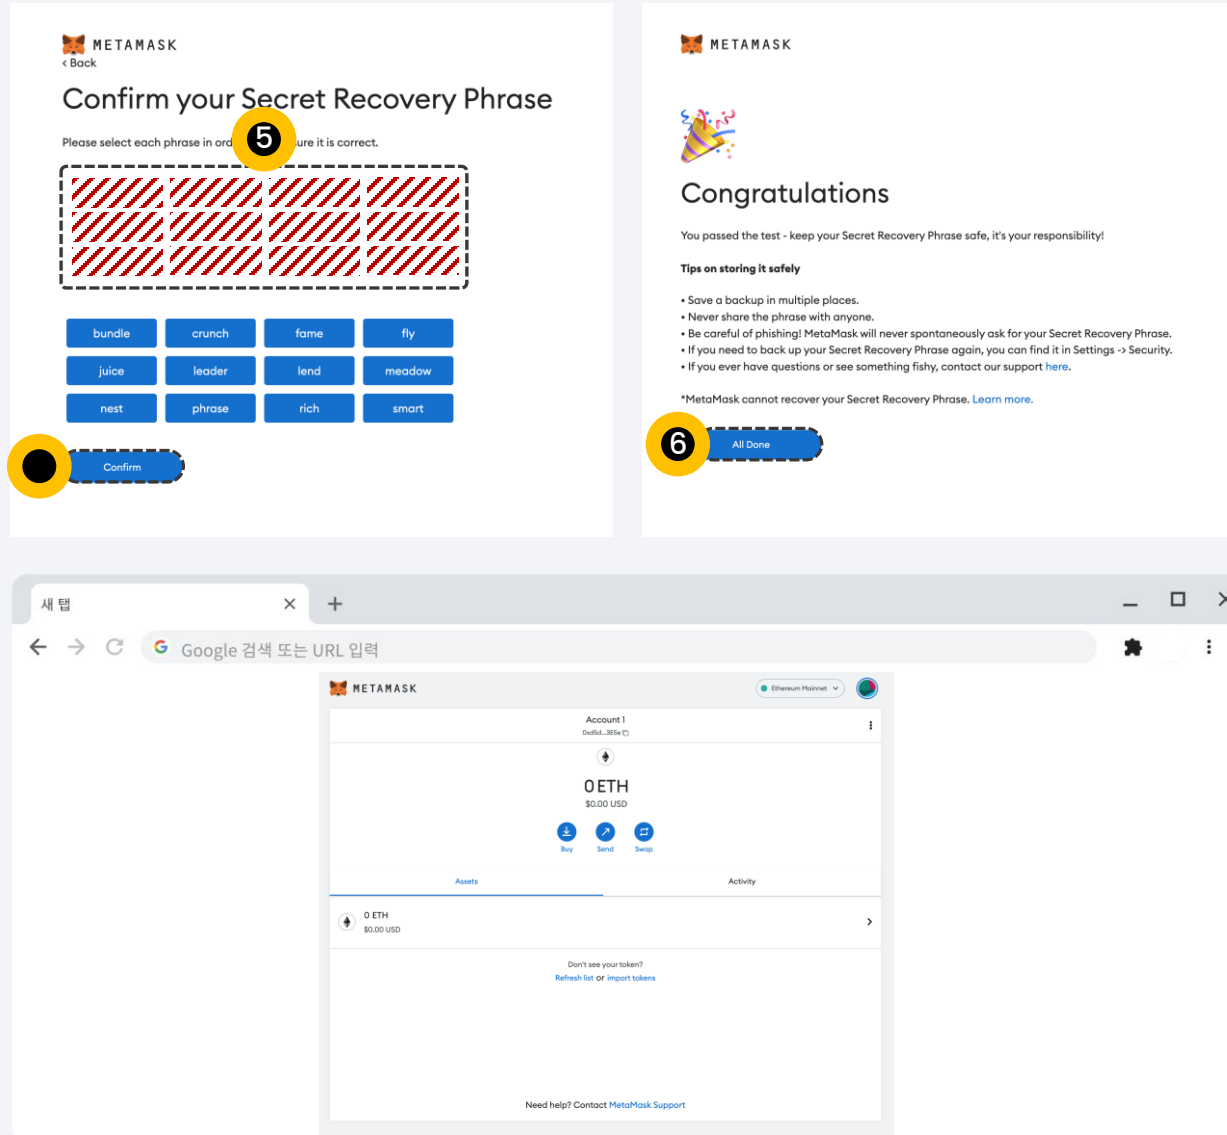 METAMASK
< Back
Confirm your Secret Recovery Phrase
Please select each phrase in ord
ure it is correct.
5
bundle crunch fame fly
juice leader lend meadow
nest phrase rich smart
Confirm
METAMASK
Congratulations
You passed the test - keep your Secret Recovery Phrase safe, it's your responsibility!
Tips on storing it safely
• Save a backup in multiple places.
• Never share the phrase with anyone.
• Be careful of phishing! MetaMask will never spontaneously ask for your Secret Recovery Phrase.
• If you need to back up your Secret Recovery Phrase again, you can find it in Settings -> Security.
• If you ever have questions or see something fishy, contact our support here.
*MetaMask cannot recover your Secret Recovery Phrase. Learn more.
6
All Done
새 탭
G Google 검색 또는 URL 입력
METAMASK
Ethereum Mainnet
Account 1
0xd5d...3E5e
0 ETH
$0.00 USD
Buy Send Swap
Assets Activity
0 ETH
$0.00 USD
Don't see your token?
Refresh list or import tokens
Need help? Contact MetaMask Support